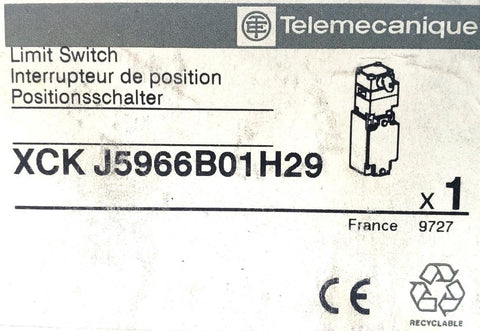 Telemecanique
Limit Switch
Interrupteur de position
Positionsschalter
XCK J5966B01H29
x 1
France 9727
CE
RECYCLABLE